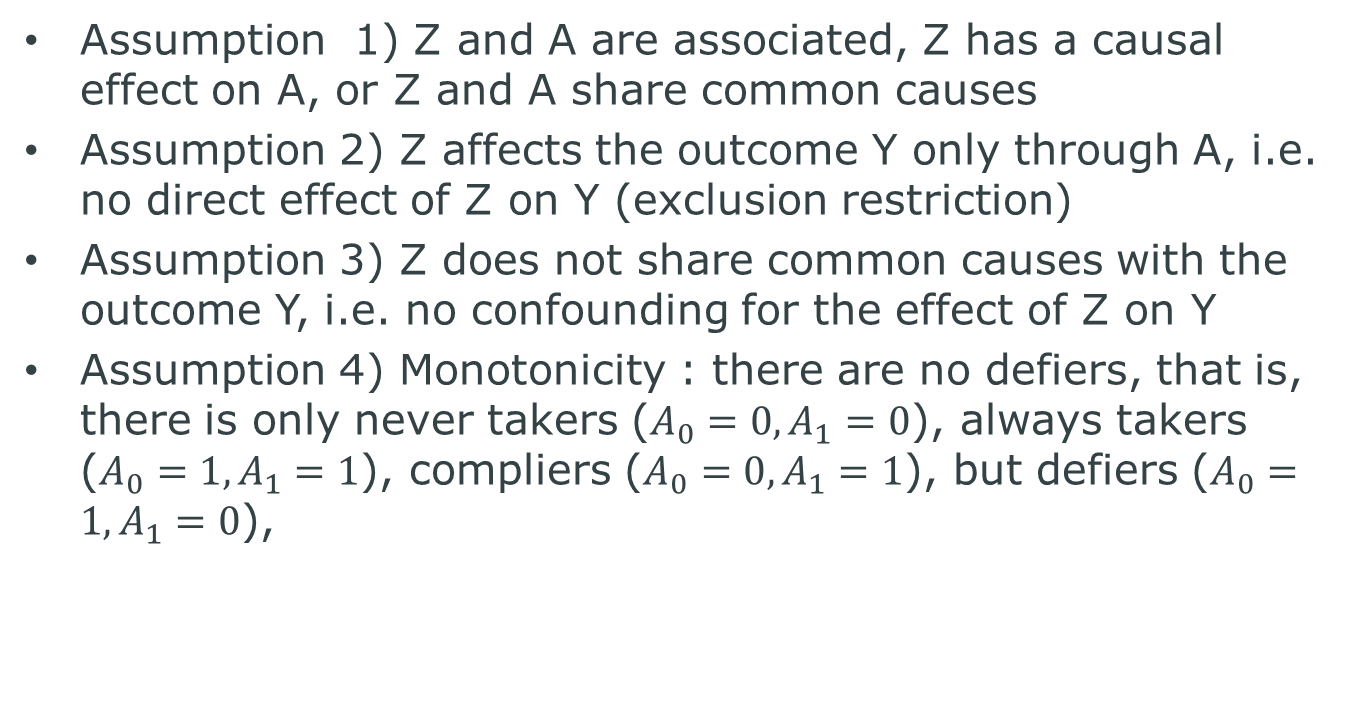 • Assumption  1) Z and A are associated, Z has a causal
effect on A, or Z and A share common causes
• Assumption 2) Z affects the outcome Y only through A, i.e.
no direct effect of Z on Y (exclusion restriction)
• Assumption 3) Z does not share common causes with the
outcome Y, i.e. no confounding for the effect of Z on Y
• Assumption 4) Monotonicity : there are no defiers, that is,
there is only never takers (A₀ = 0, A₁ = 0), always takers
(A₀ = 1, A₁ = 1), compliers (A₀ = 0, A₁ = 1), but defiers (A₀ =
1, A₁ = 0),